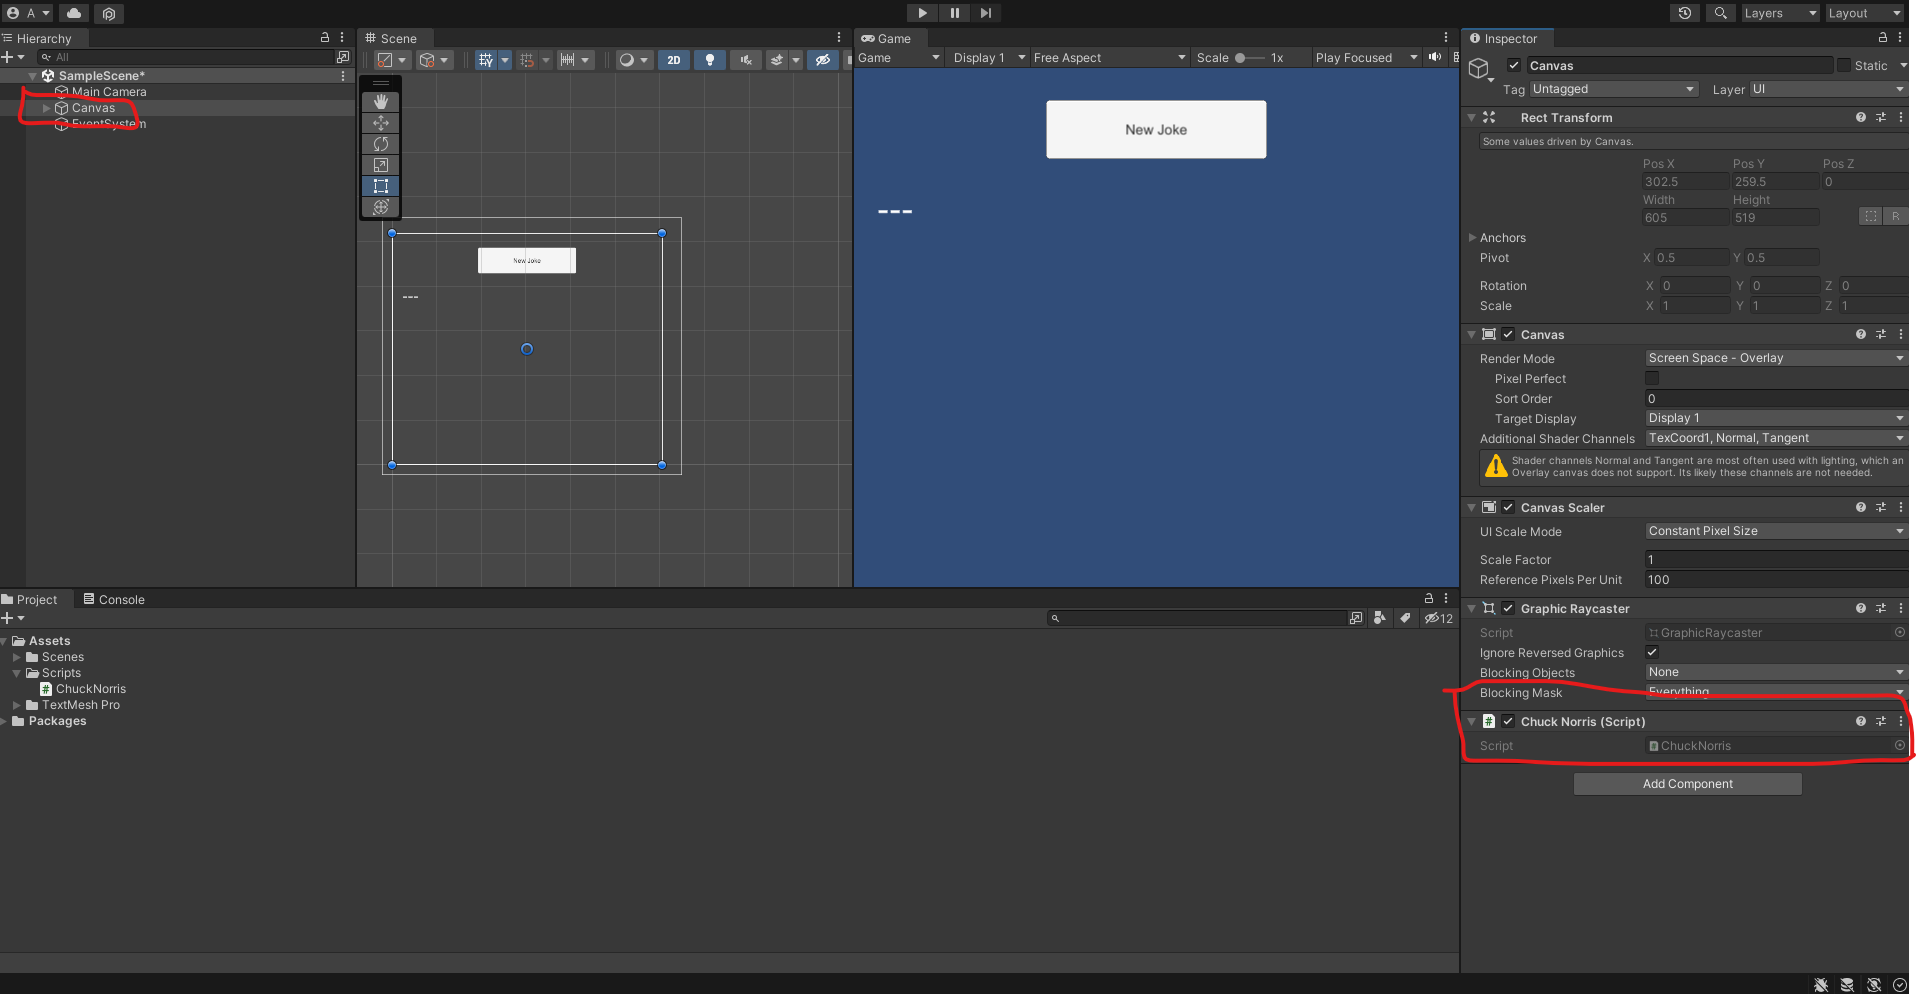 A
Layers
Layout
Hierarchy
All
SampleScene*
Main Camera
Canvas
EventSystem
Scene
2D
New Joke
---
Game
Game
Display 1
Free Aspect
Scale
1x
Play Focused
New Joke
---
Inspector
Canvas
Static
Tag
Untagged
Layer
UI
Rect Transform
Some values driven by Canvas.
Pos X
Pos Y
Pos Z
302.5
259.5
0
Width
Height
605
519
R
Anchors
Pivot
X 0.5
Y 0.5
Rotation
X 0
Y 0
Z 0
Scale
X 1
Y 1
Z 1
Canvas
Render Mode
Screen Space - Overlay
Pixel Perfect
Sort Order
0
Target Display
Display 1
Additional Shader Channels
TexCoord1, Normal, Tangent
Shader channels Normal and Tangent are most often used with lighting, which an
Overlay canvas does not support. Its likely these channels are not needed.
Canvas Scaler
UI Scale Mode
Constant Pixel Size
Scale Factor
1
Reference Pixels Per Unit
100
Graphic Raycaster
Script
GraphicRaycaster
Ignore Reversed Graphics
Blocking Objects
None
Blocking Mask
Everything
Chuck Norris (Script)
Script
ChuckNorris
Add Component
Project
Console
12
Assets
Scenes
Scripts
ChuckNorris
TextMesh Pro
Packages